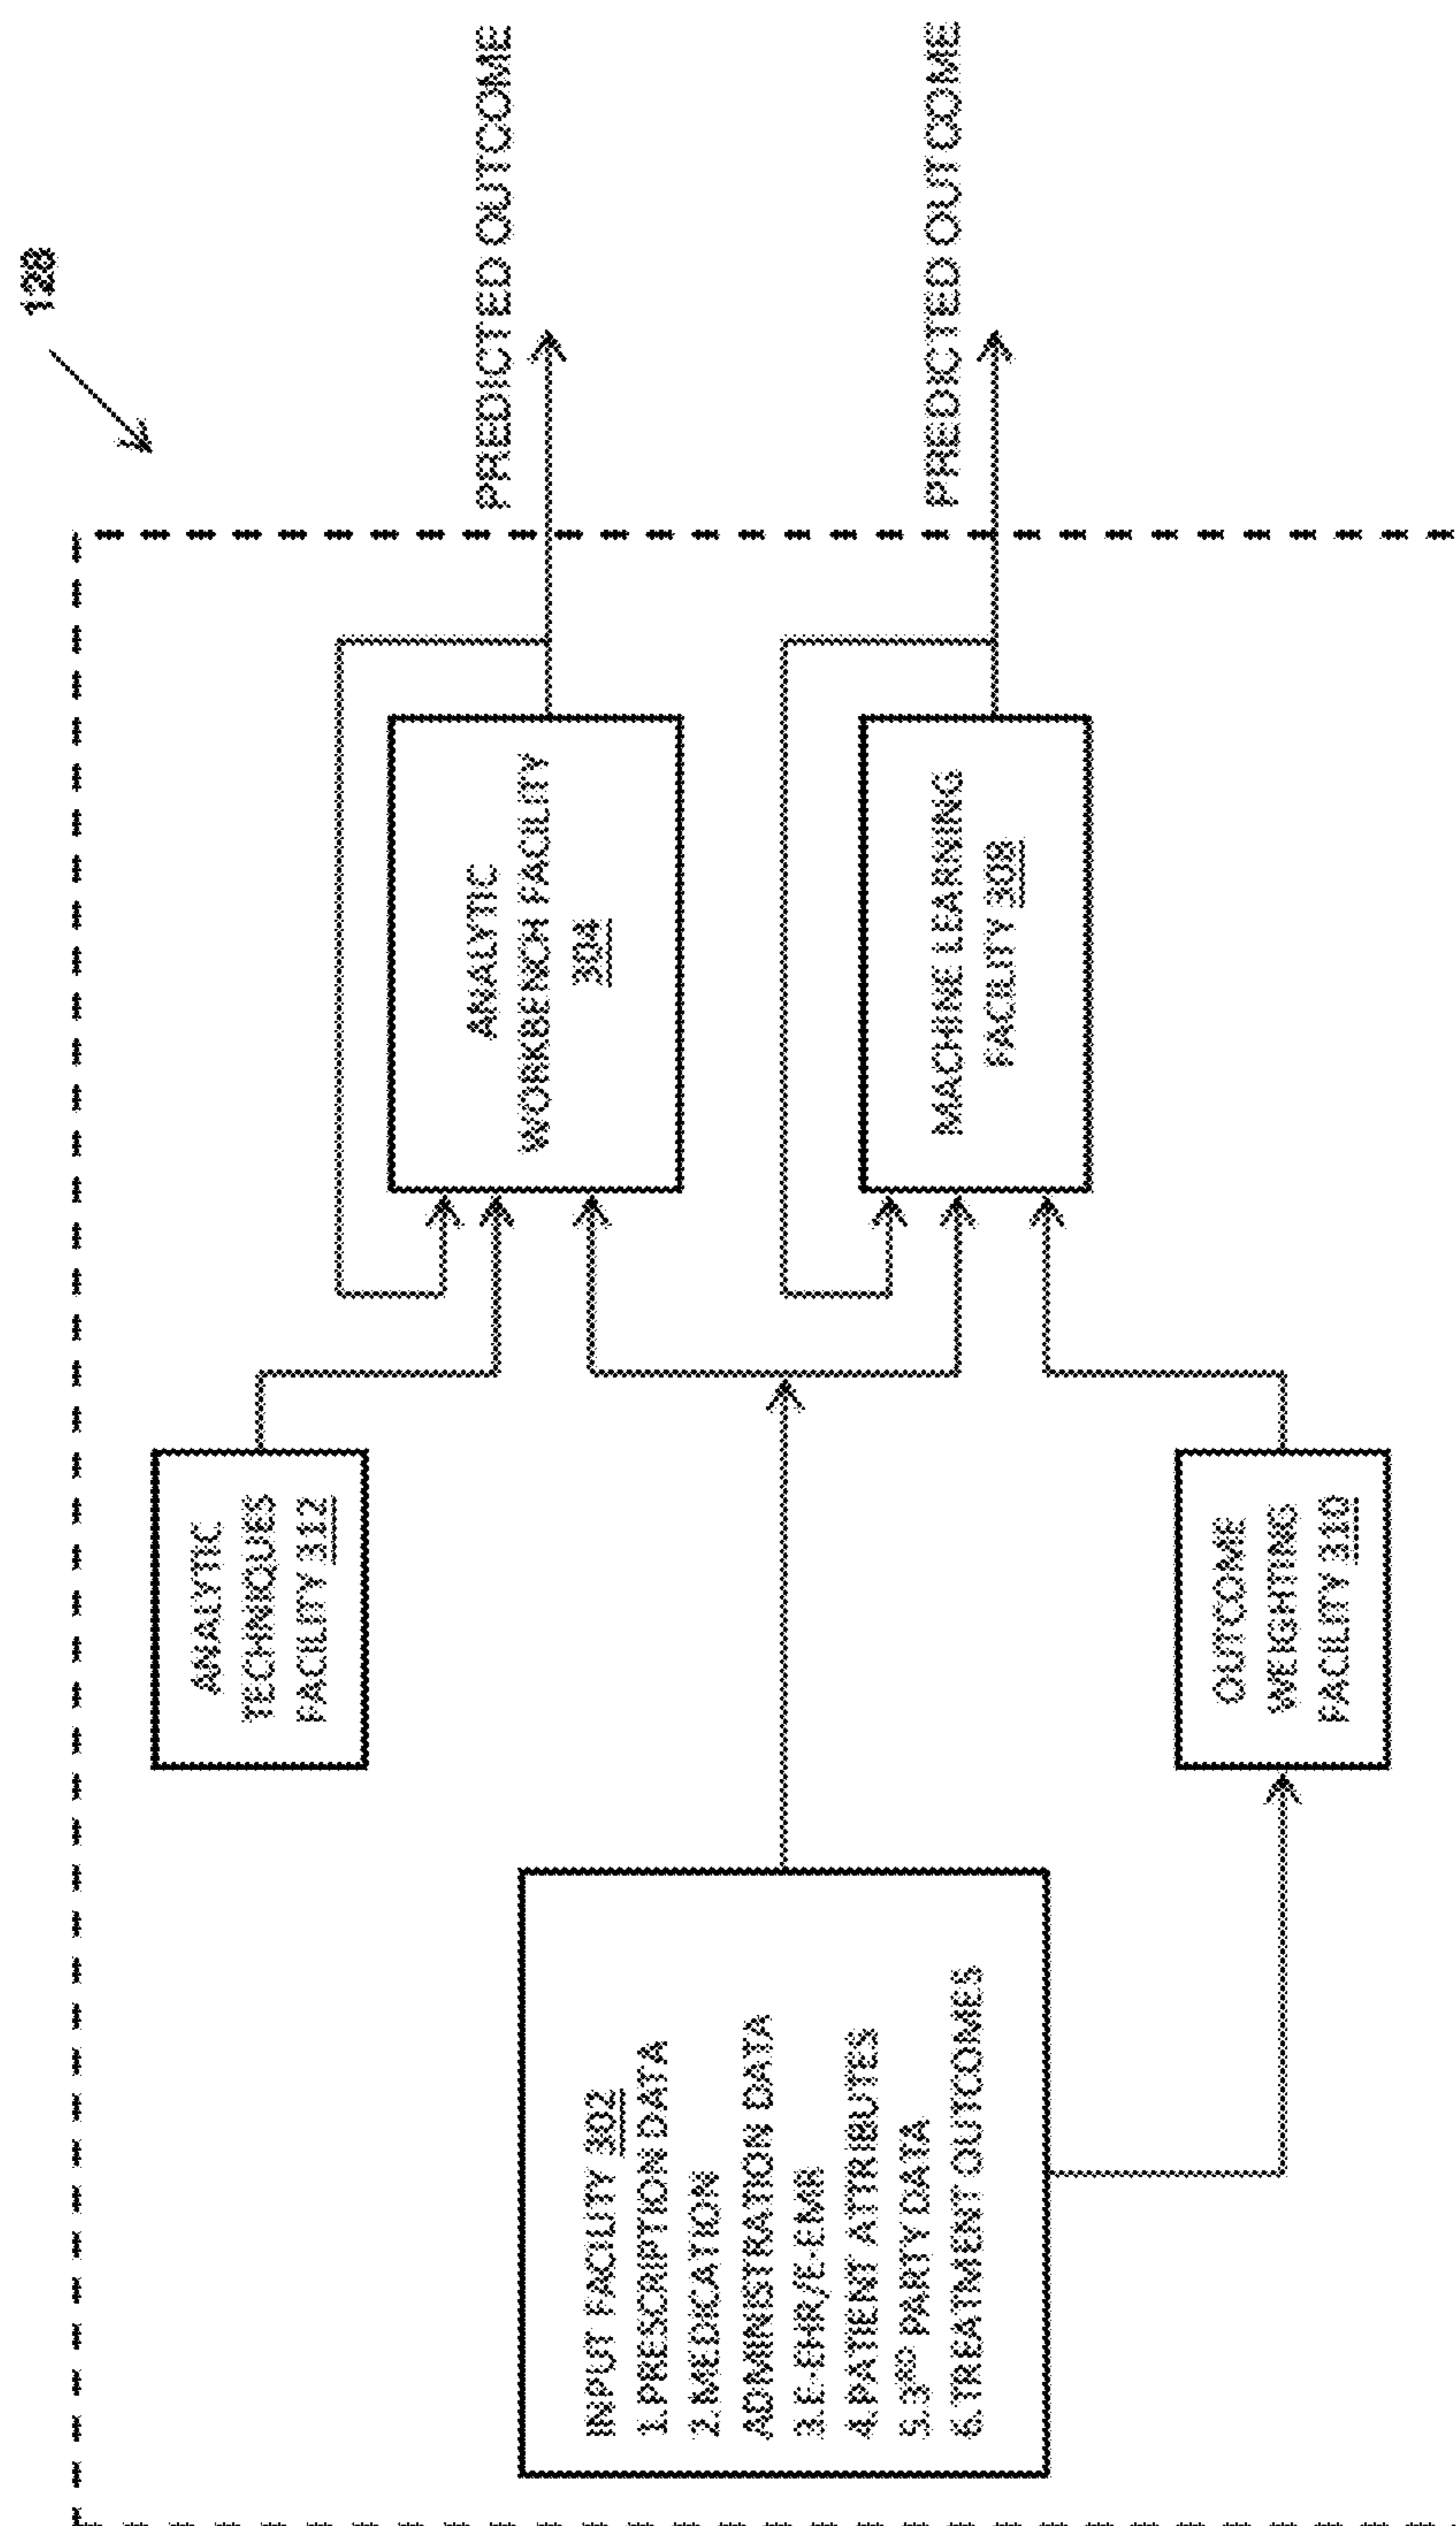 128
ANALYTIC
TECHNIQUES
FACILITY 312
PREDICTED OUTCOME
ANALYTIC
WORKBENCH FACILITY
304
INPUT FACILITY 302
1.PRESCRIPTION DATA
2.MEDICATION
ADMINISTRATION DATA
3.E-EHR/E-EMR
4.PATIENT ATTRIBUTES
5.3RD PARTY DATA
6.TREATMENT OUTCOMES
PREDICTED OUTCOME
MACHINE LEARNING
FACILITY 308
OUTCOME
WEIGHTING
FACILITY 310